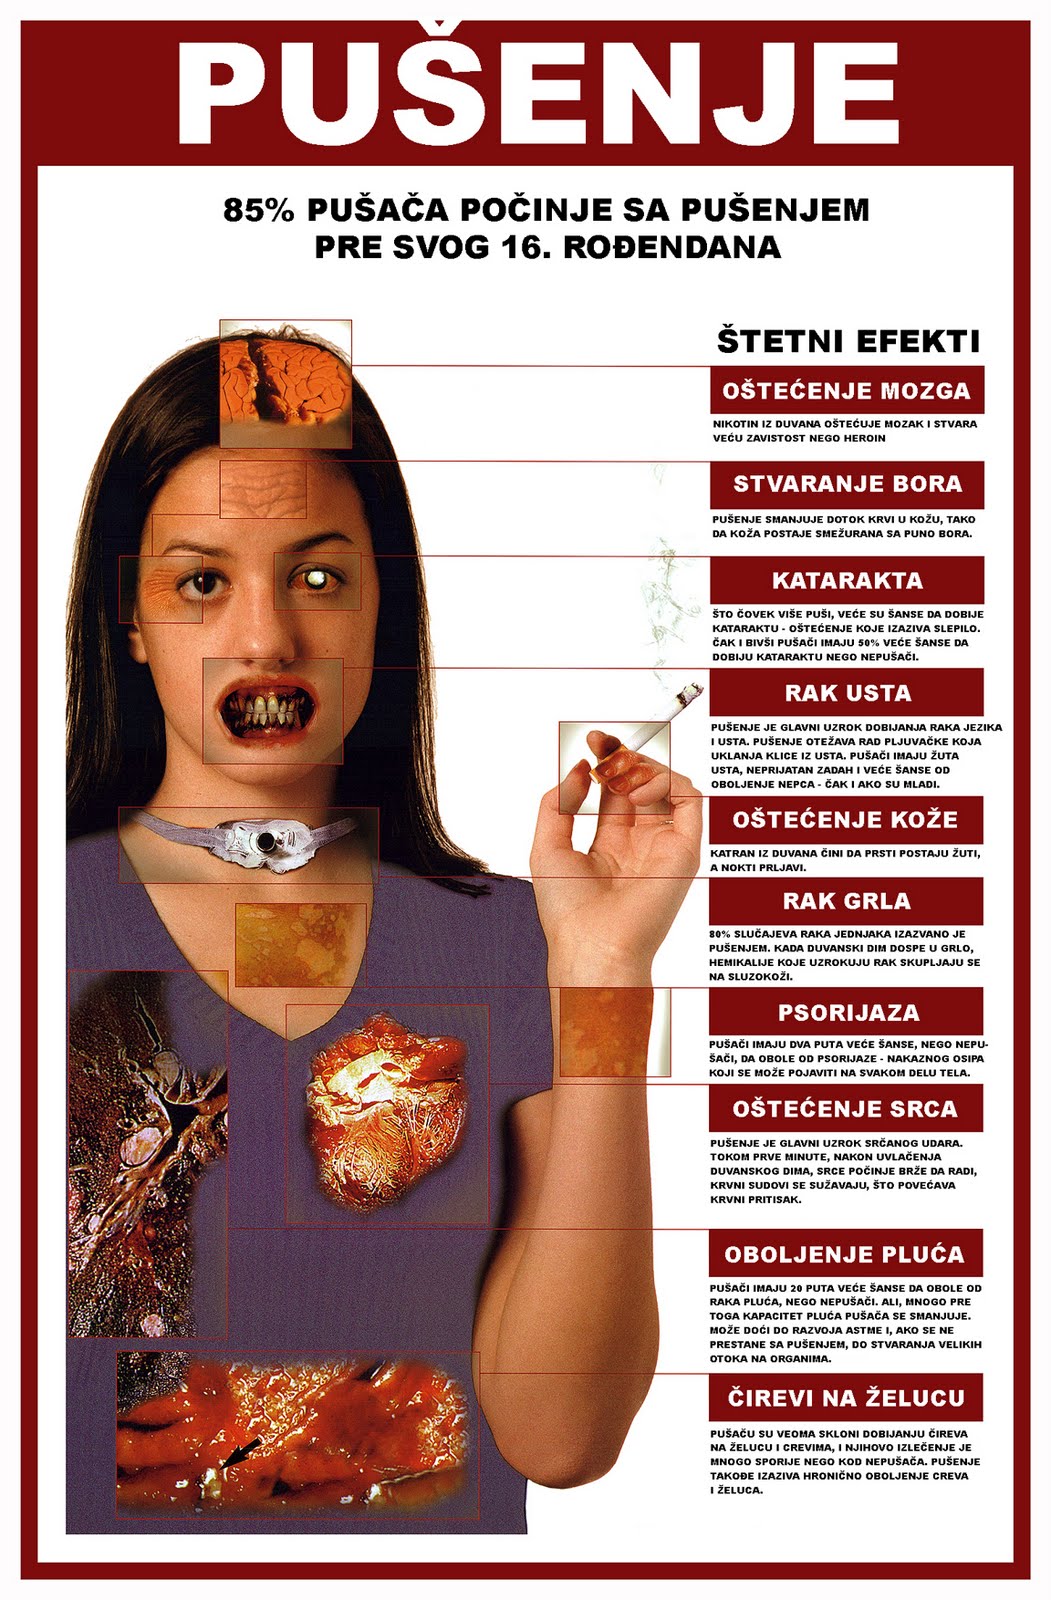 PUŠENJE
85% PUŠAČA POČINJE SA PUŠENJEM
PRE SVOG 16. ROĐENDANA
ŠTETNI EFEKTI
OŠTEĆENJE MOZGA
NIKOTIN IZ DUVANA OŠTEĆUJE MOZAK I STVARA
VEĆU ZAVISTOST NEGO HEROIN
STVARANJE BORA
PUŠENJE SMANJUJE DOTOK KRVI U KOŽU, TAKO
DA KOŽA POSTAJE SMEŽURANA SA PUNO BORA.
KATARAKTA
ŠTO ČOVEK VIŠE PUŠI, VEĆE SU ŠANSE DA DOBIJE
KATARAKTU - OŠTEĆENJE KOJE IZAZIVA SLEPILO.
ČAK I BIVŠI PUŠAČI IMAJU 50% VEĆE ŠANSE DA
DOBIJU KATARAKTU NEGO NEPUŠAČI.
RAK USTA
PUŠENJE JE GLAVNI UZROK DOBIJANJA RAKA JEZIKA
I USTA. PUŠENJE OTEŽAVA RAD PLJUVAČKE KOJA
UKLANJA KLICE IZ USTA. PUŠAČI IMAJU ŽUTA
USTA, NEPRIJATAN ZADAH I VEĆE ŠANSE OD
OBOLJENJE NEPCA - ČAK I AKO SU MLADI.
OŠTEĆENJE KOŽE
KATRAN IZ DUVANA ČINI DA PRSTI POSTAJU ŽUTI,
A NOKTI PRLJAVI.
RAK GRLA
80% SLUČAJEVA RAKA JEDNJAKA IZAZVANO JE
PUŠENJEM. KADA DUVANSKI DIM DOSPE U GRLO,
HEMIKALIJE KOJE UZROKUJU RAK SKUPLJAJU SE
NA SLUZOKOŽI.
PSORIJAZA
PUŠAČI IMAJU DVA PUTA VEĆE ŠANSE, NEGO NEPU-
ŠAČI, DA OBOLE OD PSORIJAZE - NAKAZNOG OSIPA
KOJI SE MOŽE POJAVITI NA SVAKOM DELU TELA.
OŠTEĆENJE SRCA
PUŠENJE JE GLAVNI UZROK SRČANOG UDARA.
TOKOM PRVE MINUTE, NAKON UVLAČENJA
DUVANSKOG DIMA, SRCE POČINJE BRŽE DA RADI,
KRVNI SUDOVI SE SUŽAVAJU, ŠTO POVEĆAVA
KRVNI PRITISAK.
OBOLJENJE PLUĆA
PUŠAČI IMAJU 20 PUTA VEĆE ŠANSE DA OBOLE OD
RAKA PLUĆA, NEGO NEPUŠAČI. ALI, MNOGO PRE
TOGA KAPACITET PLUĆA PUŠAČA SE SMANJUJE.
MOŽE DOĆI DO RAZVOJA ASTME I, AKO SE NE
PRESTANE SA PUŠENJEM, DO STVARANJA VELIKIH
OTOKA NA ORGANIMA.
ČIREVI NA ŽELUCU
PUŠAČU SU VEOMA SKLONI DOBIJANJU ČIREVA
NA ŽELUCU I CREVIMA, I NJIHOVO IZLEČENJE JE
MNOGO SPORIJE NEGO KOD NEPUŠAČA. PUŠENJE
TAKOĐE IZAZIVA HRONIČNO OBOLJENJE CREVA
I ŽELUCA.